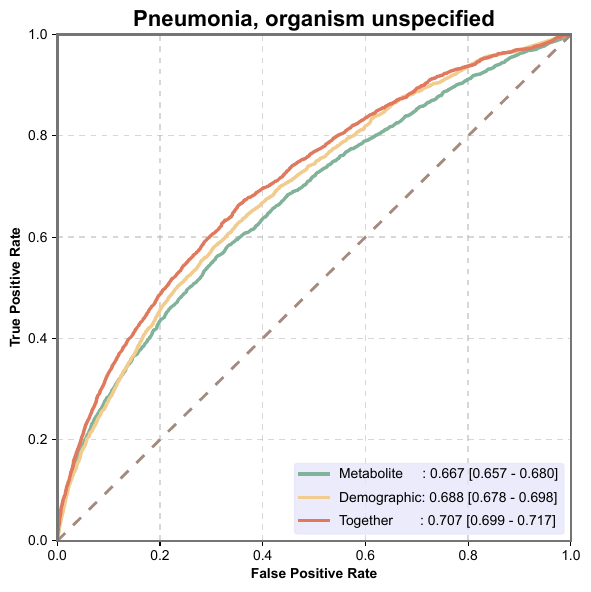 Pneumonia, organism unspecified
True Positive Rate
1.0
0.8
0.6
0.4
0.2
0.0
Metabolite : 0.667 [0.657 - 0.680]
Demographic: 0.688 [0.678 - 0.698]
Together : 0.707 [0.699 - 0.717]
0.0 0.2 0.4 0.6 0.8 1.0
False Positive Rate